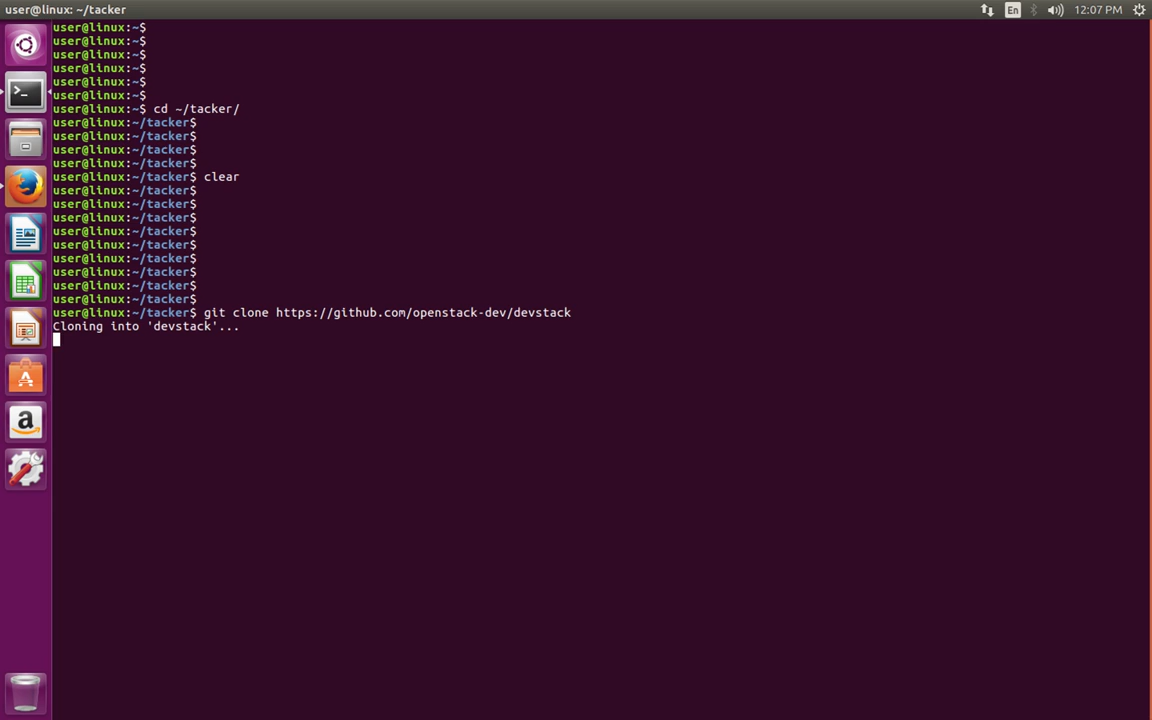 user@linux: ~/tacker
En
12:07 PM
user@linux:~$
user@linux:~$
user@linux:~$
user@linux:~$
user@linux:~$
user@linux:~$
user@linux:~$ cd ~/tacker/
user@linux:~/tacker$
user@linux:~/tacker$
user@linux:~/tacker$
user@linux:~/tacker$
user@linux:~/tacker$ clear
user@linux:~/tacker$
user@linux:~/tacker$
user@linux:~/tacker$
user@linux:~/tacker$
user@linux:~/tacker$
user@linux:~/tacker$
user@linux:~/tacker$
user@linux:~/tacker$
user@linux:~/tacker$
user@linux:~/tacker$ git clone https://github.com/openstack-dev/devstack
Cloning into 'devstack'...